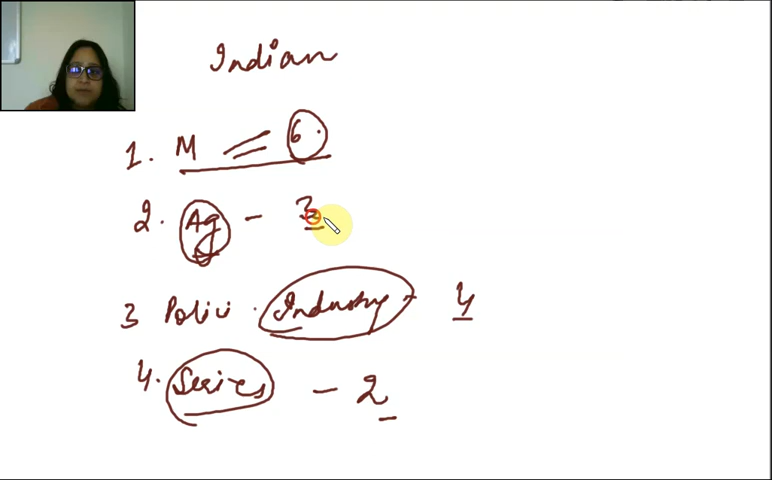 Indian
1. M = 6.
2. Ag - 3
3 Polici. Industry - 4
4. Series - 2